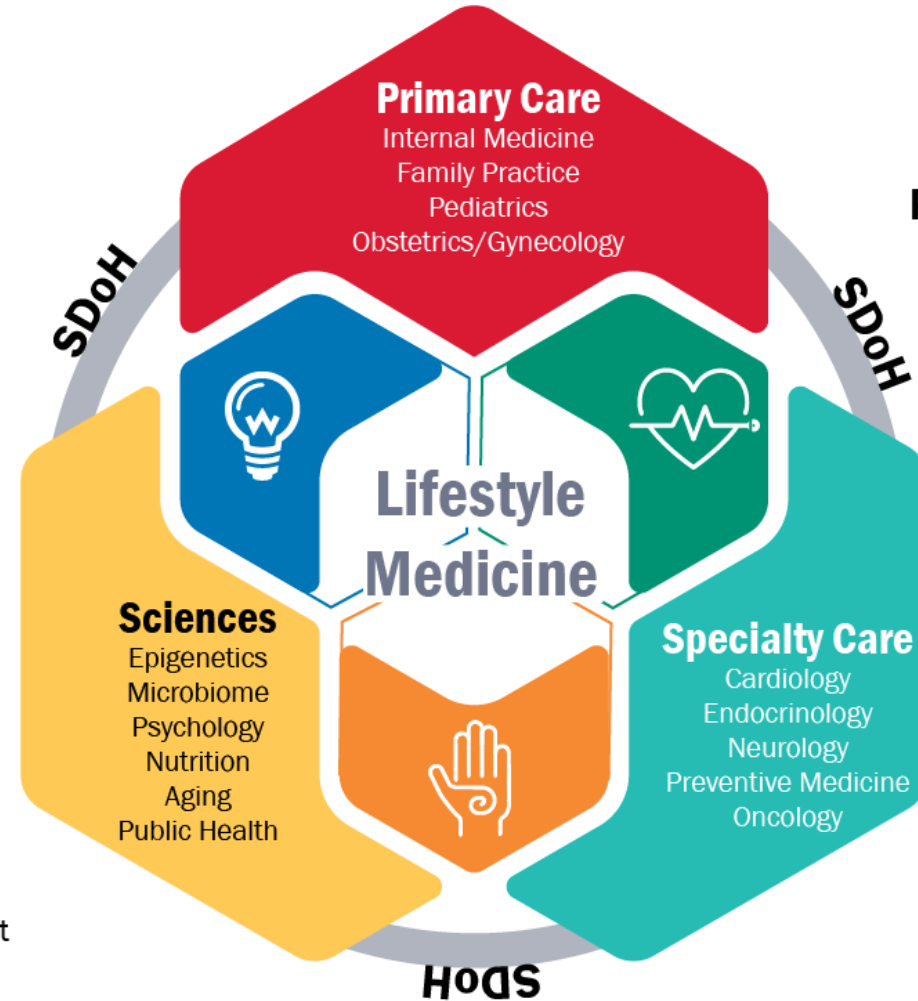 Primary Care
Internal Medicine
Family Practice
Pediatrics
Obstetrics/Gynecology
SDoH
SDoH
Lifestyle
Medicine
Sciences
Epigenetics
Microbiome
Psychology
Nutrition
Aging
Public Health
Specialty Care
Cardiology
Endocrinology
Neurology
Preventive Medicine
Oncology
t
SDoH